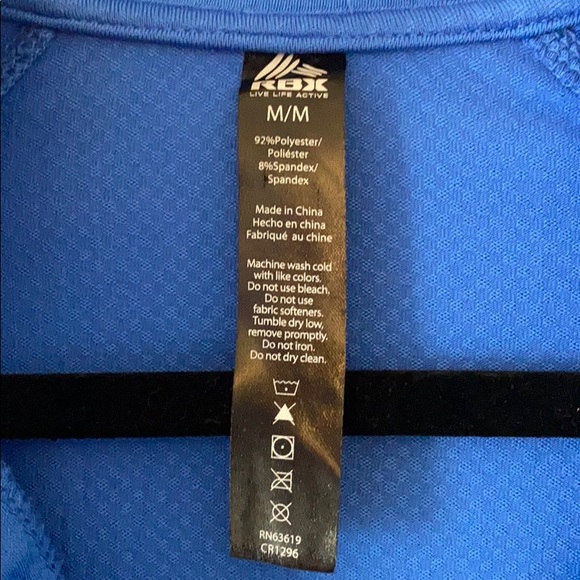 RBX
LIVE LIFE ACTIVE
M/M
92%Polyester/
Poliéster
8%Spandex/
Spandex
Made in China
Hecho en china
Fabriqué au chine
Machine wash cold
with like colors.
Do not use bleach.
Do not use
fabric softeners.
Tumble dry low,
remove promptly.
Do not iron.
Do not dry clean.
RN63619
CR1296